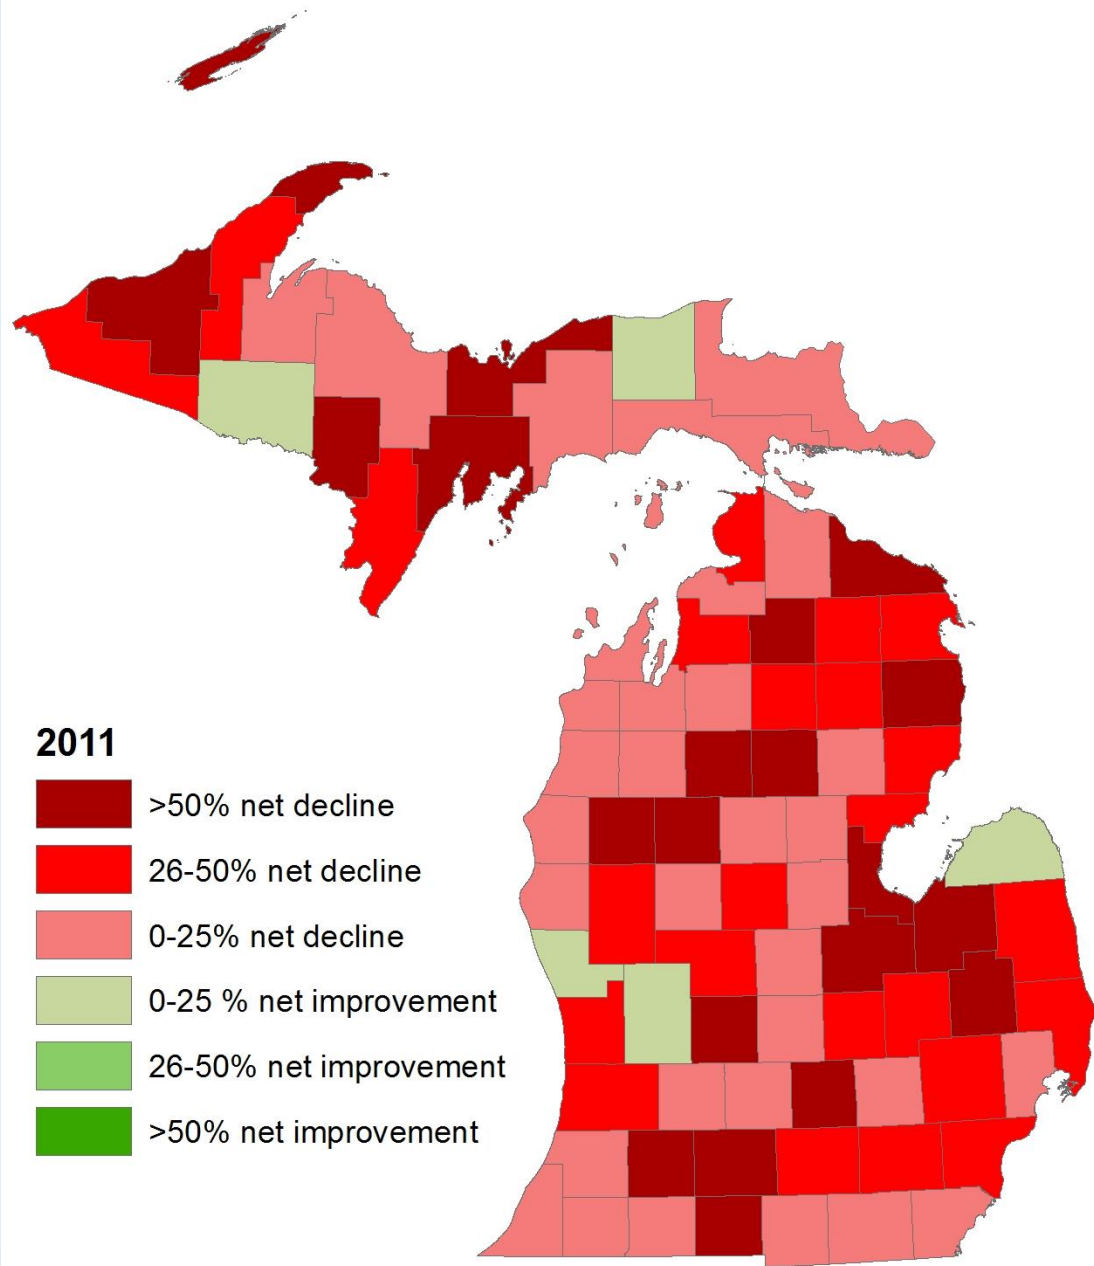 2011
>50% net decline
26-50% net decline
0-25% net decline
0-25 % net improvement
26-50% net improvement
>50% net improvement